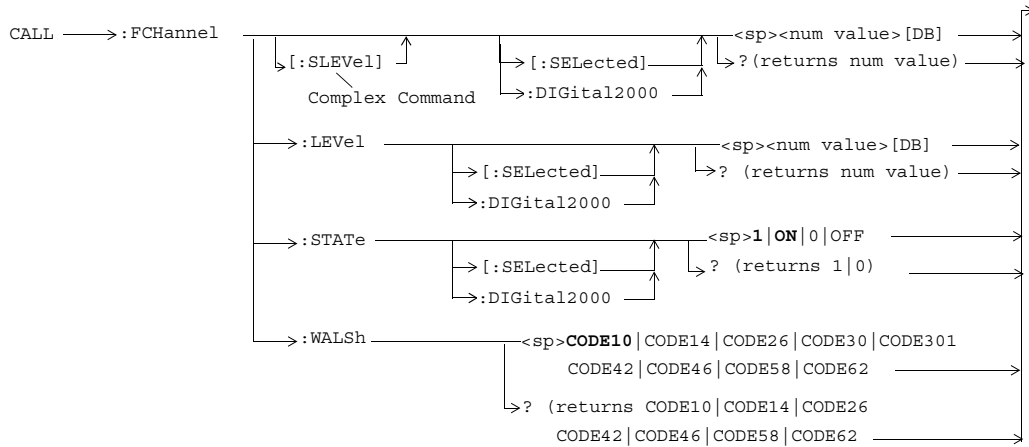 CALL :FCHannel <sp><num value>[DB]
[:SLEVel] [:SELected] ?(returns num value)
Complex Command :DIGital2000
:LEVel <sp><num value>[DB]
[:SELected] ? (returns num value)
:DIGital2000
:STATe <sp>1|ON|0|OFF
[:SELected] ? (returns 1|0)
:DIGital2000
:WALSh <sp>CODE10|CODE14|CODE26|CODE30|CODE301
CODE42|CODE46|CODE58|CODE62
? (returns CODE10|CODE14|CODE26
CODE42|CODE46|CODE58|CODE62